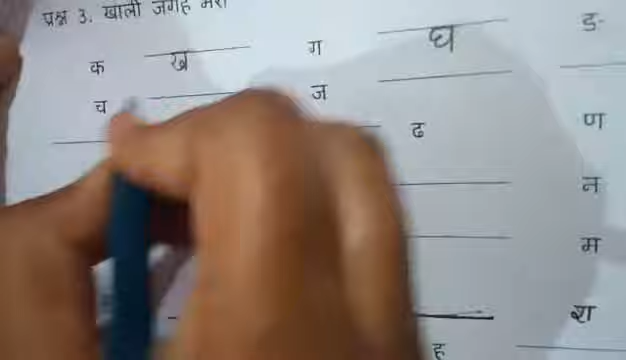 प्रश्न 3. खाली जगह भरो
क ख ग घ ङ
च ज
ढ ण
न
म
श
ह